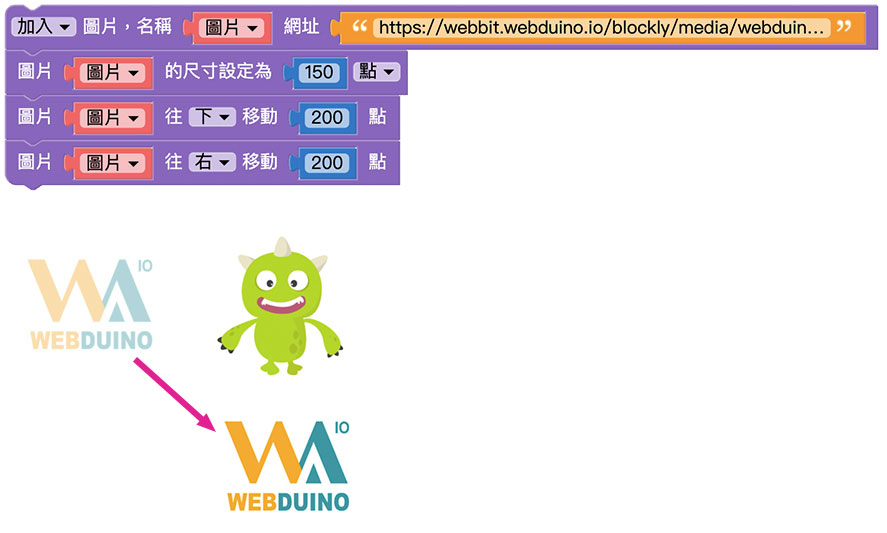 加入 圖片，名稱 圖片 網址 “ https://webbit.webduino.io/blockly/media/webduin... ”
圖片 圖片 的尺寸設定為 150 點
圖片 圖片 往 下 移動 200 點
圖片 圖片 往 右 移動 200 點
IO
WEBDUINO
IO
WEBDUINO